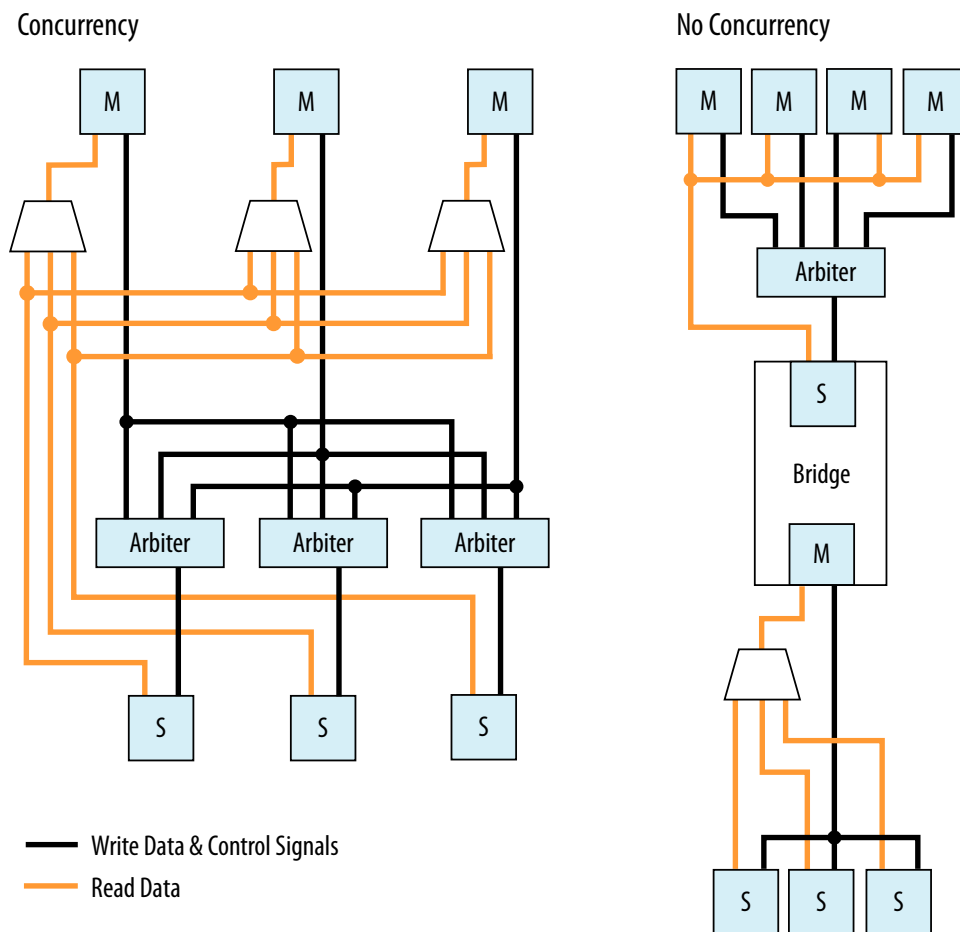 Concurrency
No Concurrency
M
M
M
M
M
M
M
Arbiter
S
Bridge
Arbiter
Arbiter
Arbiter
M
S
S
S
Write Data & Control Signals
Read Data
S
S
S